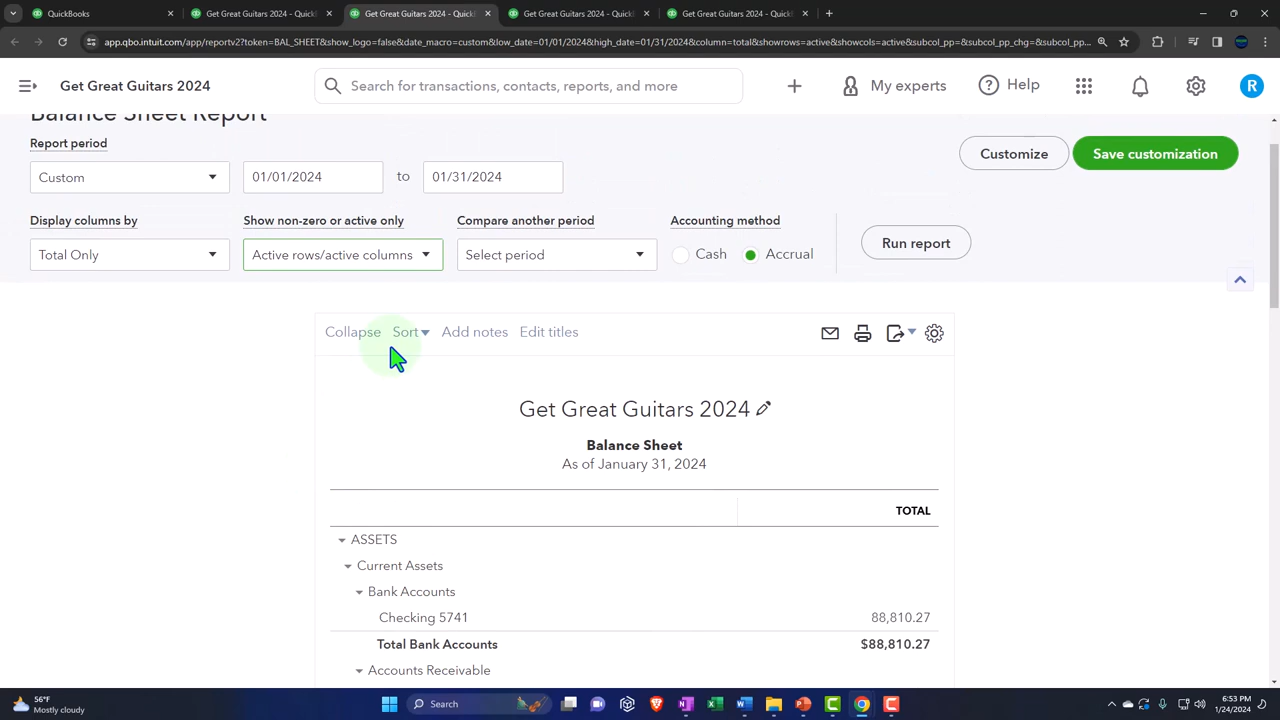 QuickBooks
Get Great Guitars 2024 - QuickB
Get Great Guitars 2024 - QuickB
Get Great Guitars 2024 - QuickB
Get Great Guitars 2024 - QuickB
app.qbo.intuit.com/app/reportv2?token=BAL_SHEET&show_logo=false&date_macro=custom&low_date=01/01/2024&high_date=01/31/2024&column=total&showrows=active&showcols=active&subcol_pp=&subcol_pp_chg=&subcol_pp...
Get Great Guitars 2024
Search for transactions, contacts, reports, and more
My experts
Help
R
Balance Sheet Report
Report period
Custom
01/01/2024
to
01/31/2024
Customize
Save customization
Display columns by
Show non-zero or active only
Compare another period
Accounting method
Total Only
Active rows/active columns
Select period
Cash
Accrual
Run report
Collapse
Sort
Add notes
Edit titles
Get Great Guitars 2024
Balance Sheet
As of January 31, 2024
TOTAL
ASSETS
Current Assets
Bank Accounts
Checking 5741 88,810.27
Total Bank Accounts $88,810.27
Accounts Receivable
56°F
Mostly cloudy
Search
6:53 PM
1/24/2024